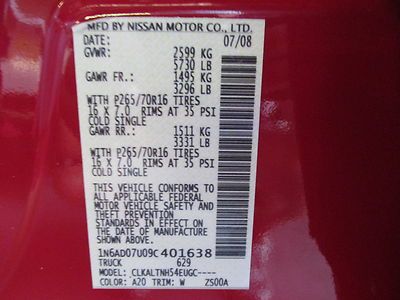 MFD BY NISSAN MOTOR CO., LTD.
DATE: 07/08
GVWR: 2599 KG
5730 LB
GAWR FR.: 1495 KG
3296 LB
WITH P265/70R16 TIRES
16 X 7.0 RIMS AT 35 PSI
COLD SINGLE
GAWR RR.: 1511 KG
3331 LB
WITH P265/70R16 TIRES
16 X 7.0 RIMS AT 35 PSI
COLD SINGLE
THIS VEHICLE CONFORMS TO
ALL APPLICABLE FEDERAL
MOTOR VEHICLE SAFETY AND
THEFT PREVENTION
STANDARDS IN EFFECT ON
THE DATE OF MANUFACTURE
SHOWN ABOVE.
1N6AD07U09C401638
TRUCK 629
MODEL: CLKALTNH54EUGC----
COLOR: A20 TRIM: W ZS00A